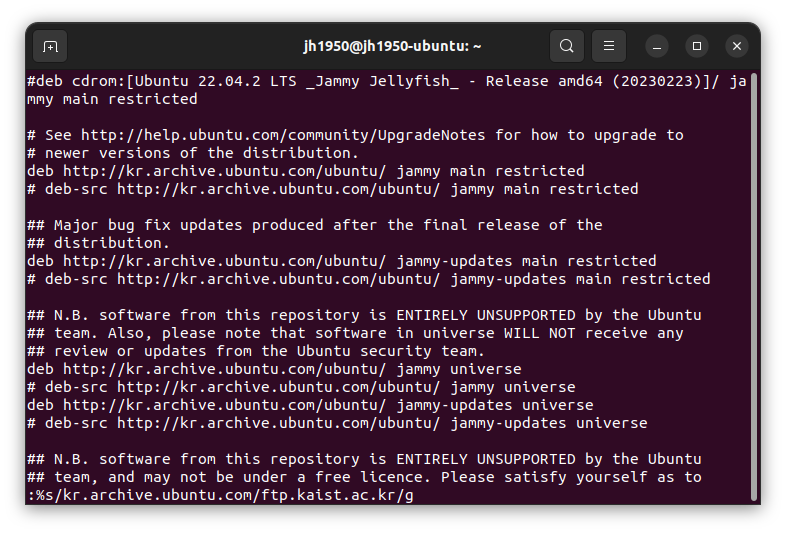 jh1950@jh1950-ubuntu: ~
#deb cdrom:[Ubuntu 22.04.2 LTS _Jammy Jellyfish_ - Release amd64 (20230223)]/ ja
mmy main restricted
# See http://help.ubuntu.com/community/UpgradeNotes for how to upgrade to
# newer versions of the distribution.
deb http://kr.archive.ubuntu.com/ubuntu/ jammy main restricted
# deb-src http://kr.archive.ubuntu.com/ubuntu/ jammy main restricted
## Major bug fix updates produced after the final release of the
## distribution.
deb http://kr.archive.ubuntu.com/ubuntu/ jammy-updates main restricted
# deb-src http://kr.archive.ubuntu.com/ubuntu/ jammy-updates main restricted
## N.B. software from this repository is ENTIRELY UNSUPPORTED by the Ubuntu
## team. Also, please note that software in universe WILL NOT receive any
## review or updates from the Ubuntu security team.
deb http://kr.archive.ubuntu.com/ubuntu/ jammy universe
# deb-src http://kr.archive.ubuntu.com/ubuntu/ jammy universe
deb http://kr.archive.ubuntu.com/ubuntu/ jammy-updates universe
# deb-src http://kr.archive.ubuntu.com/ubuntu/ jammy-updates universe
## N.B. software from this repository is ENTIRELY UNSUPPORTED by the Ubuntu
## team, and may not be under a free licence. Please satisfy yourself as to
:%s/kr.archive.ubuntu.com/ftp.kaist.ac.kr/g